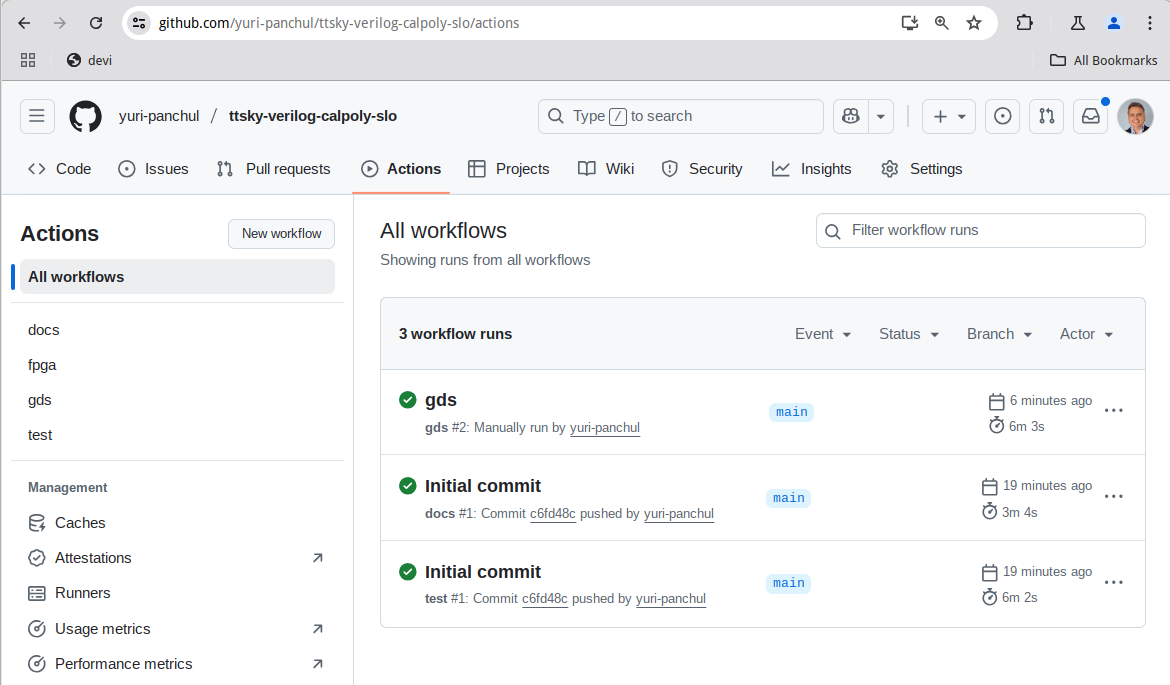 github.com/yuri-panchul/ttsky-verilog-calpoly-slo/actions
devi
All Bookmarks
yuri-panchul / ttsky-verilog-calpoly-slo
Type / to search
Code Issues Pull requests Actions Projects Wiki Security Insights Settings
Actions
New workflow
All workflows
docs
fpga
gds
test
Management
Caches
Attestations
Runners
Usage metrics
Performance metrics
All workflows
Showing runs from all workflows
Filter workflow runs
3 workflow runs
Event Status Branch Actor
gds
gds #2: Manually run by yuri-panchul
main
6 minutes ago
6m 3s
Initial commit
docs #1: Commit c6fd48c pushed by yuri-panchul
main
19 minutes ago
3m 4s
Initial commit
test #1: Commit c6fd48c pushed by yuri-panchul
main
19 minutes ago
6m 2s